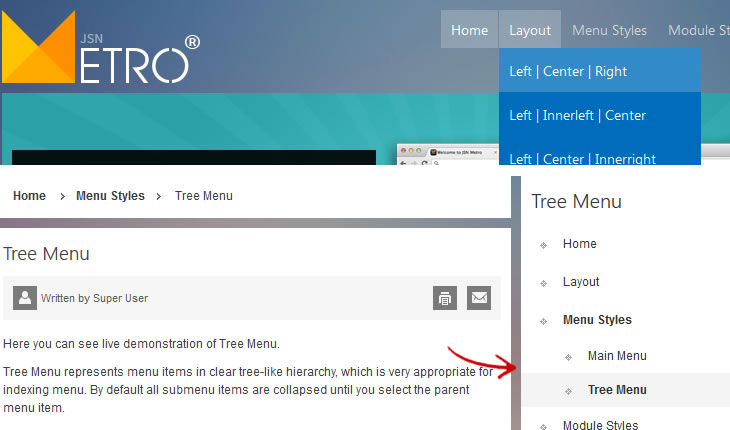 JSN
METRO®
Home Layout Menu Styles Module St
Left | Center | Right
Left | Innerleft | Center
Left | Center | Innerright
Welcome to JSN Metro
Home > Menu Styles > Tree Menu
Tree Menu
Written by Super User
Here you can see live demonstration of Tree Menu.
Tree Menu represents menu items in clear tree-like hierarchy, which is very appropriate for
indexing menu. By default all submenu items are collapsed until you select the parent
menu item.
Tree Menu
Home
Layout
Menu Styles
Main Menu
Tree Menu
Module Styles